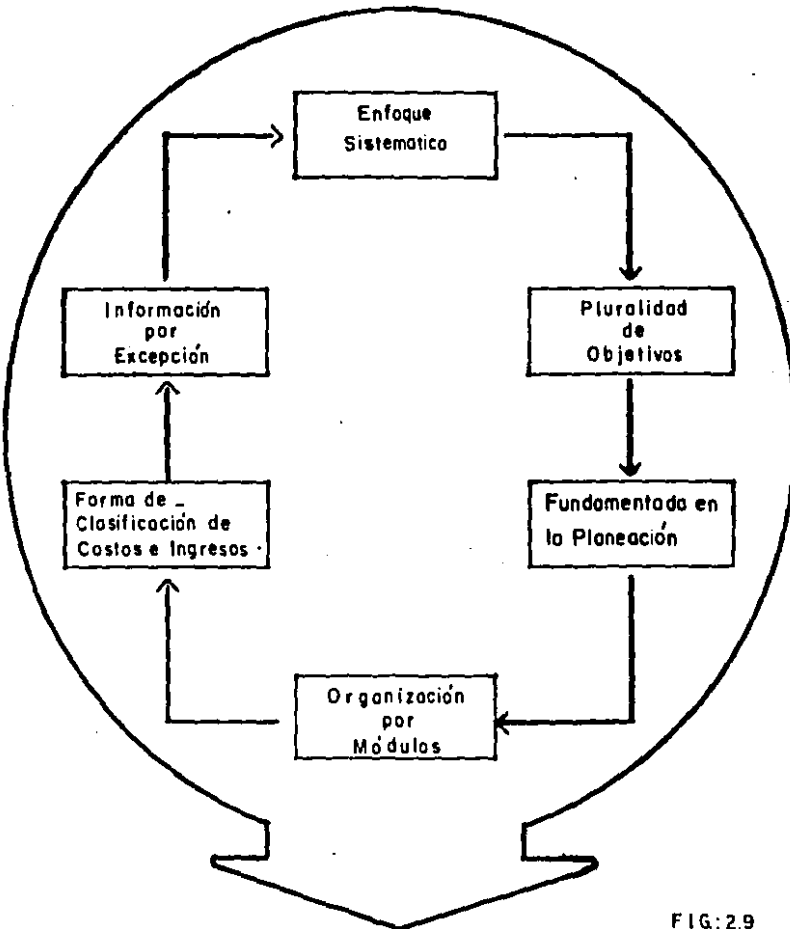 Enfoque
Sistematico
Información
por
Excepción
Pluralidad
de
Objetivos
Forma de _
Clasificación de
Costos e Ingresos.
Fundamentada en
la Planeación
Organización
por
Módulos
FIG: 2.9